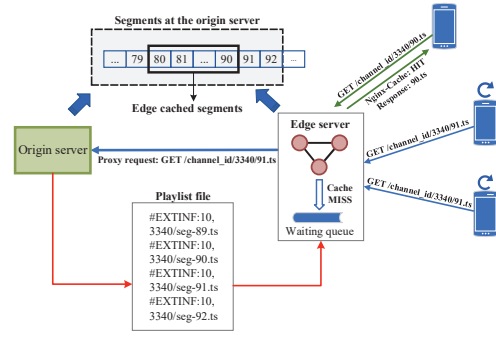 Segments at the origin server
... 79 80 81 ... 90 91 92 ...
Edge cached segments
GET /channel_id/3340/90.ts
Nginx-Cache: HIT
Response: 90.ts
Origin server
Proxy request: GET /channel_id/3340/91.ts
Edge server
Cache
MISS
Waiting queue
GET /channel_id/3340/91.ts
GET /channel_id/3340/91.ts
Playlist file
#EXTINF:10,
3340/seg-89.ts
#EXTINF:10,
3340/seg-90.ts
#EXTINF:10,
3340/seg-91.ts
#EXTINF:10,
3340/seg-92.ts